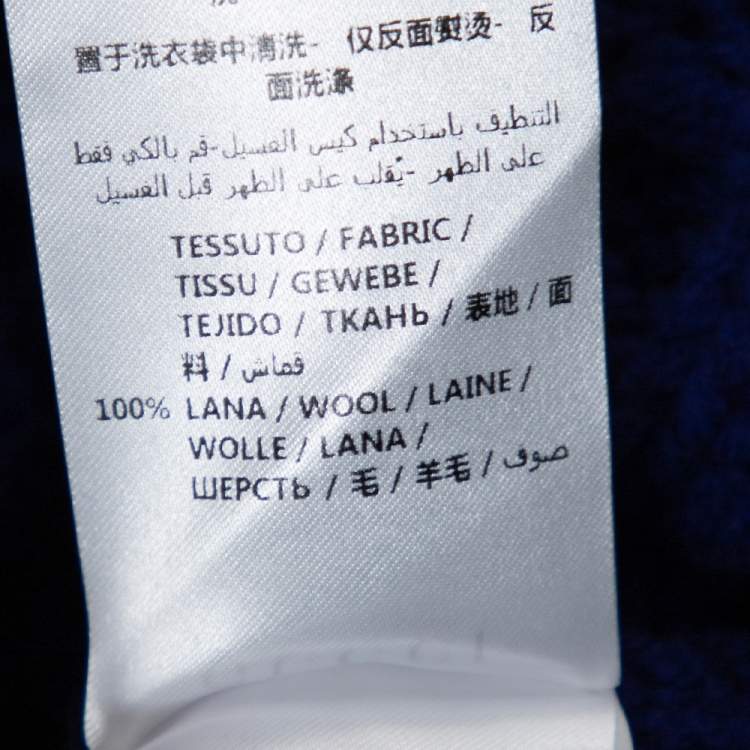 置于洗衣袋中清洗- 仅反面熨烫- 反
面洗涤
التنظيف باستخدام كيس الغسيل-قم بالكي فقط
على الظهر -يُقلب على الظهر قبل الغسيل
TESSUTO / FABRIC /
TISSU / GEWEBE /
TEJIDO / ТКАНЬ / 表地 / 面
料 / قماش
100% LANA / WOOL / LAINE /
WOLLE / LANA /
ШЕРСТЬ / 毛 / 羊毛 / صوف